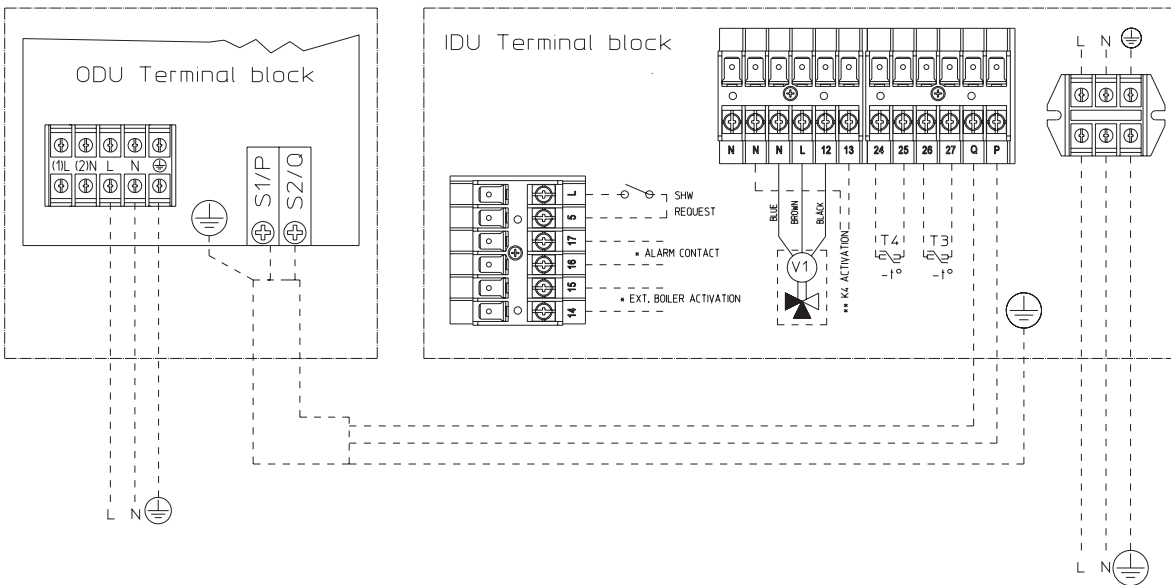 ODU Terminal block
(1)L (2)N L N
S1/P
S2/Q
L N
IDU Terminal block
L
5
17
16
15
14
SHW
REQUEST
* ALARM CONTACT
* EXT. BOILER ACTIVATION
N N N L 12 13 24 25 26 27 Q P
BLUE
BROWN
BLACK
V1
** K4 ACTIVATION
T4
-t°
T3
-t°
L N
L N